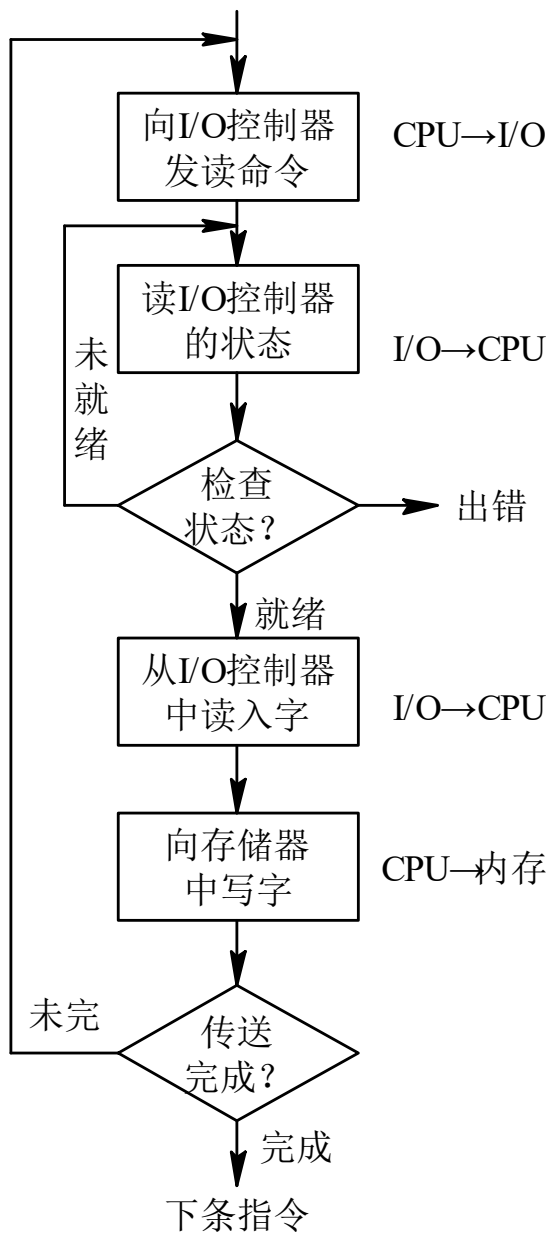 向I/O控制器
发读命令
CPU→I/O
读I/O控制器
的状态
I/O→CPU
未
就
绪
检查
状态？
出错
就绪
从I/O控制器
中读入字
I/O→CPU
向存储器
中写字
CPU→内存
未完
传送
完成？
完成
下条指令